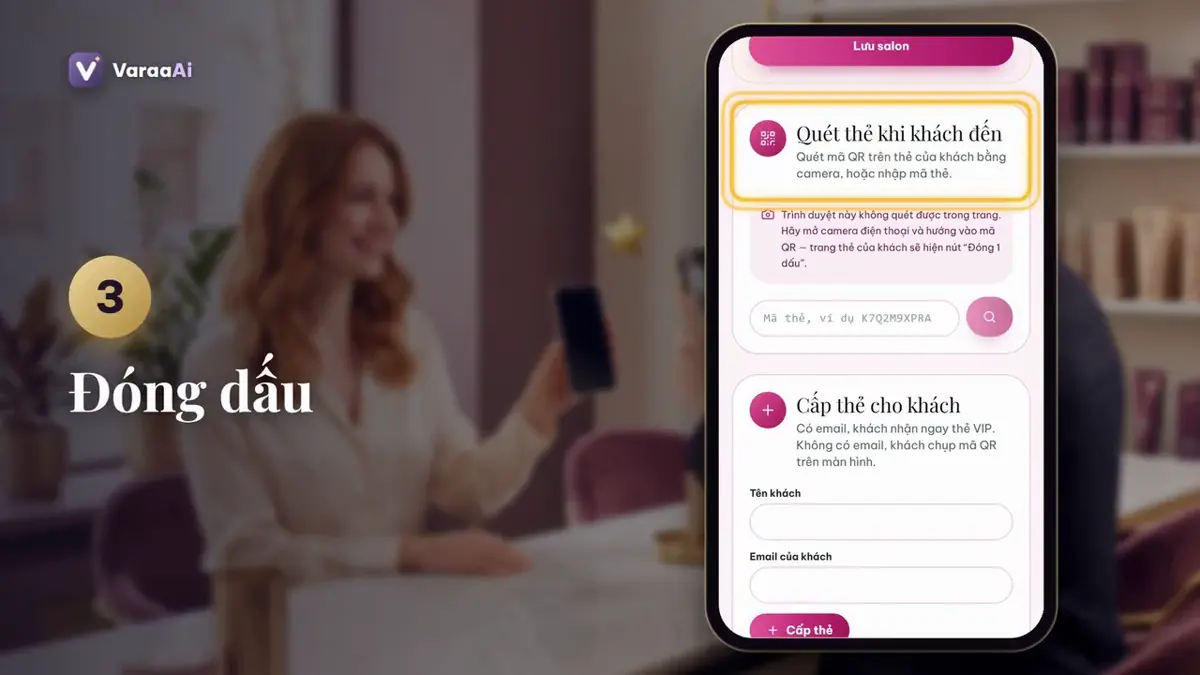 VaraaAi
3
Đóng dấu
Lưu salon
Quét thẻ khi khách đến
Quét mã QR trên thẻ của khách bằng
camera, hoặc nhập mã thẻ.
Trình duyệt này không quét được trong trang.
Hãy mở camera điện thoại và hướng vào mã
QR — trang thẻ của khách sẽ hiện nút “Đóng 1
dấu”.
Mã thẻ, ví dụ K7Q2M9XPRA
Cấp thẻ cho khách
Có email, khách nhận ngay thẻ VIP.
Không có email, khách chụp mã QR
trên màn hình.
Tên khách
Email của khách
+ Cấp thẻ